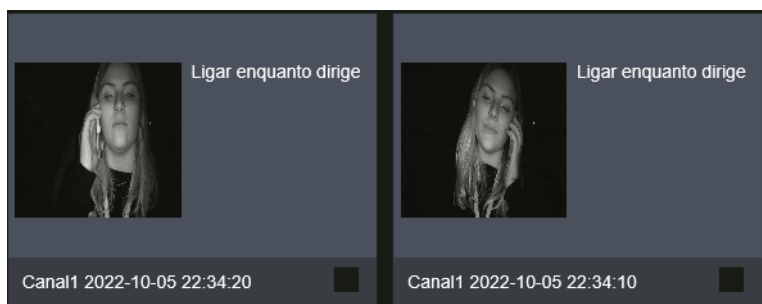 Ligar enquanto dirige
Ligar enquanto dirige
Canal1 2022-10-05 22:34:20
Canal1 2022-10-05 22:34:10